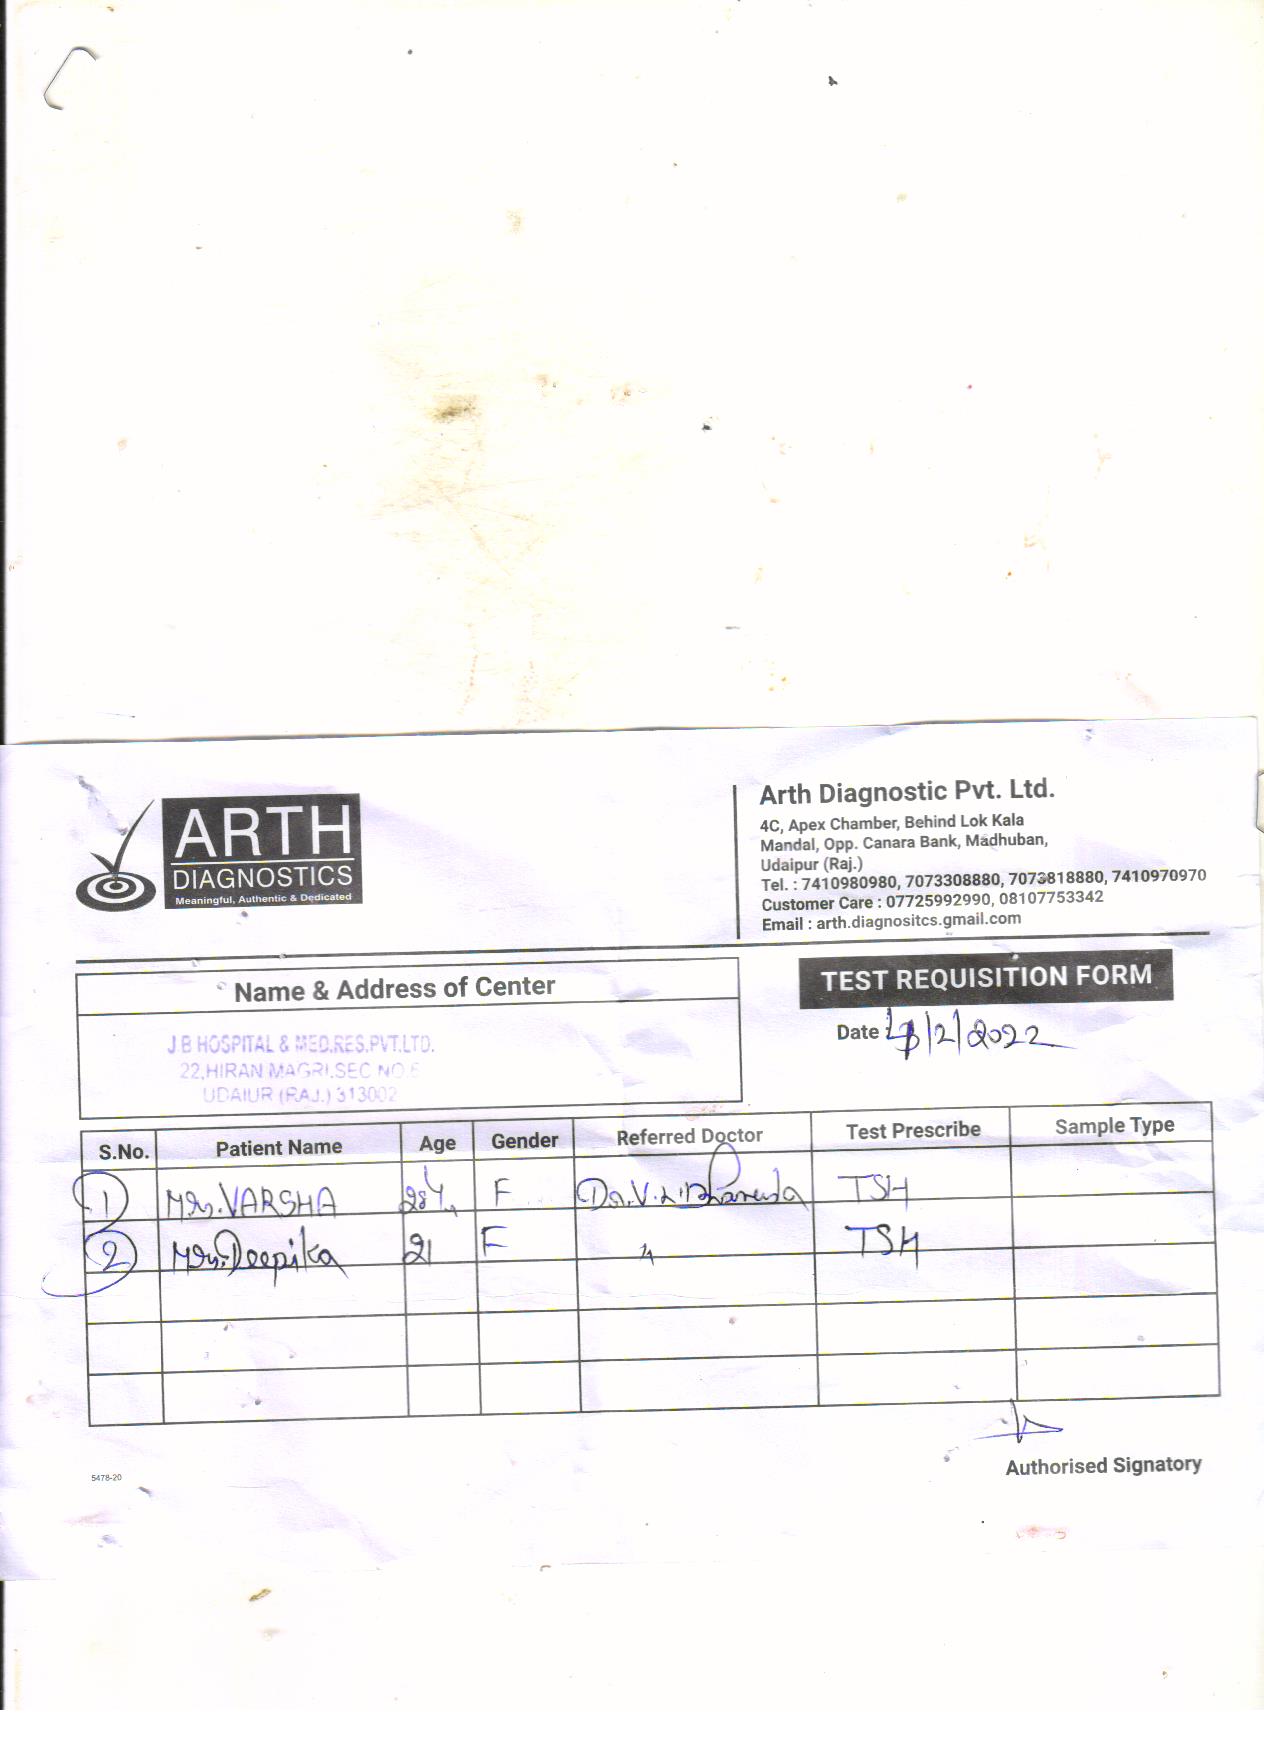 ARTH
DIAGNOSTICS
Meaningful, Authentic & Dedicated
Arth Diagnostic Pvt. Ltd.
4C, Apex Chamber, Behind Lok Kala
Mandal, Opp. Canara Bank, Madhuban,
Udaipur (Raj.)
Tel. : 7410980980, 7073308880, 7073818880, 7410970970
Customer Care : 07725992990, 08107753342
Email : arth.diagnositcs.gmail.com
Name & Address of Center
TEST REQUISITION FORM
Date : /2/2022
J B HOSPITAL & MED.RES.PVT.LTD.
22,HIRAN MAGRI.SEC NO
UDAIUR (RAJ.) 313002
S.No. Patient Name Age Gender Referred Doctor Test Prescribe Sample Type
1 VARSHA 28 F Dr. V. TSH
2 Deepika 21 F 11 TSH
Authorised Signatory
5478-20